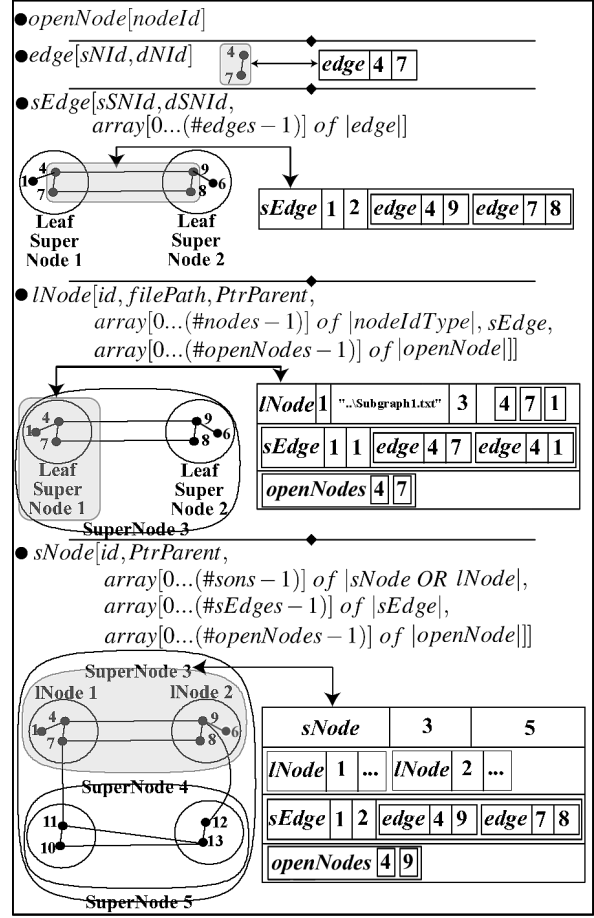 ●openNode[nodeId]
●edge[sNId,dNId]
4
7
edge 4 7
●sEdge[sSNId,dSNId,
array[0...(#edges−1)] of |edge|]
1 4 7
9 8 6
Leaf Super Node 1
Leaf Super Node 2
sEdge 1 2 edge 4 9 edge 7 8
●lNode[id,filePath,PtrParent,
array[0...(#nodes−1)] of |nodeIdType|, sEdge,
array[0...(#openNodes−1)] of |openNode|]]
1 4 7
9 8 6
Leaf Super Node 1
Leaf Super Node 2
SuperNode 3
lNode 1 "..\Subgraph1.txt" 3 4 7 1
sEdge 1 1 edge 4 7 edge 4 1
openNodes 4 7
●sNode[id,PtrParent,
array[0...(#sons−1)] of |sNode OR lNode|,
array[0...(#sEdges−1)] of |sEdge|,
array[0...(#openNodes−1)] of |openNode|]]
SuperNode 3
lNode 1 lNode 2
1 4 7
9 8 6
SuperNode 4
11 10
12 13
SuperNode 5
sNode 3 5
lNode 1 ... lNode 2 ...
sEdge 1 2 edge 4 9 edge 7 8
openNodes 4 9